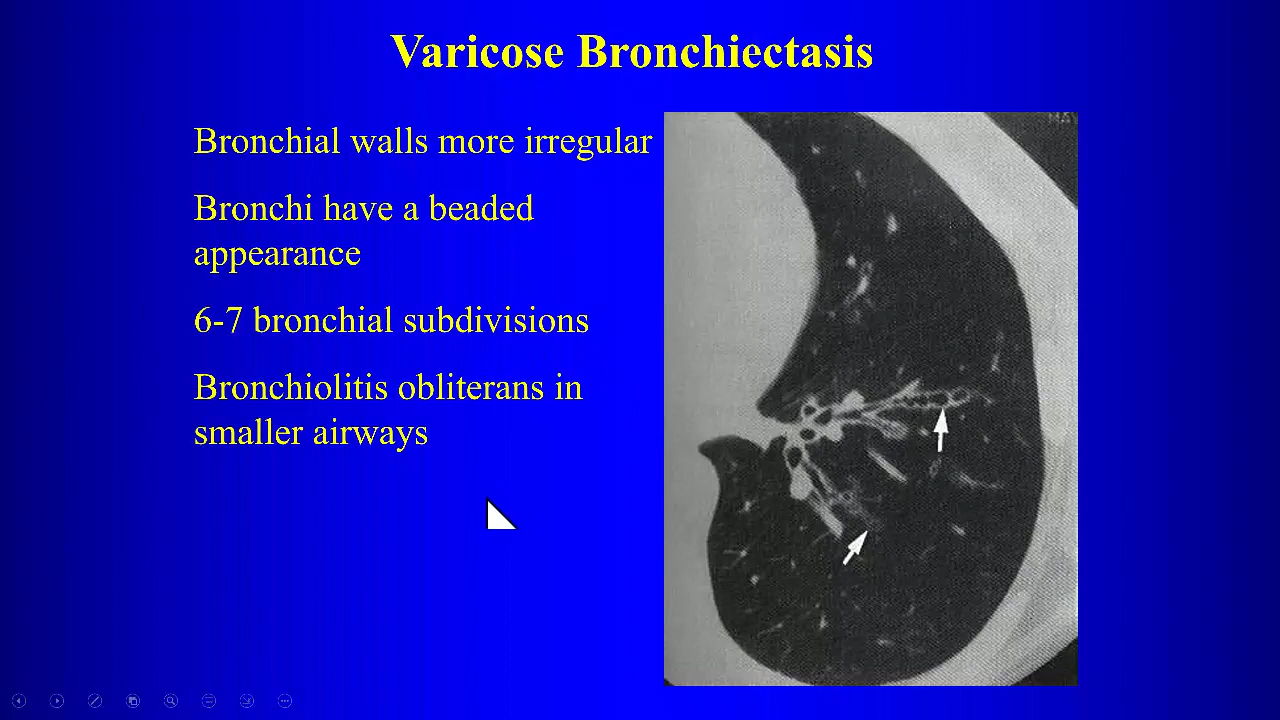 Varicose Bronchiectasis
Bronchial walls more irregular
Bronchi have a beaded
appearance
6-7 bronchial subdivisions
Bronchiolitis obliterans in
smaller airways